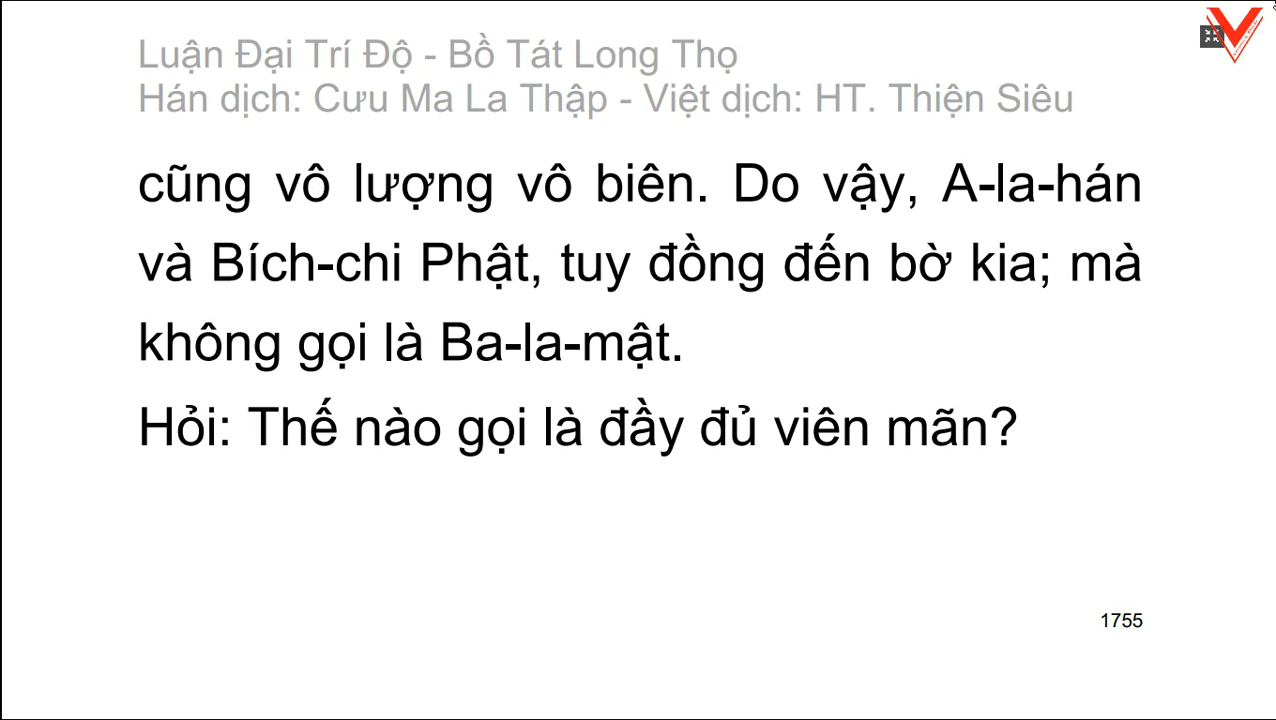 Luận Đại Trí Độ - Bồ Tát Long Thọ
Hán dịch: Cưu Ma La Thập - Việt dịch: HT. Thiện Siêu
cũng vô lượng vô biên. Do vậy, A-la-hán
và Bích-chi Phật, tuy đồng đến bờ kia; mà
không gọi là Ba-la-mật.
Hỏi: Thế nào gọi là đầy đủ viên mãn?
1755